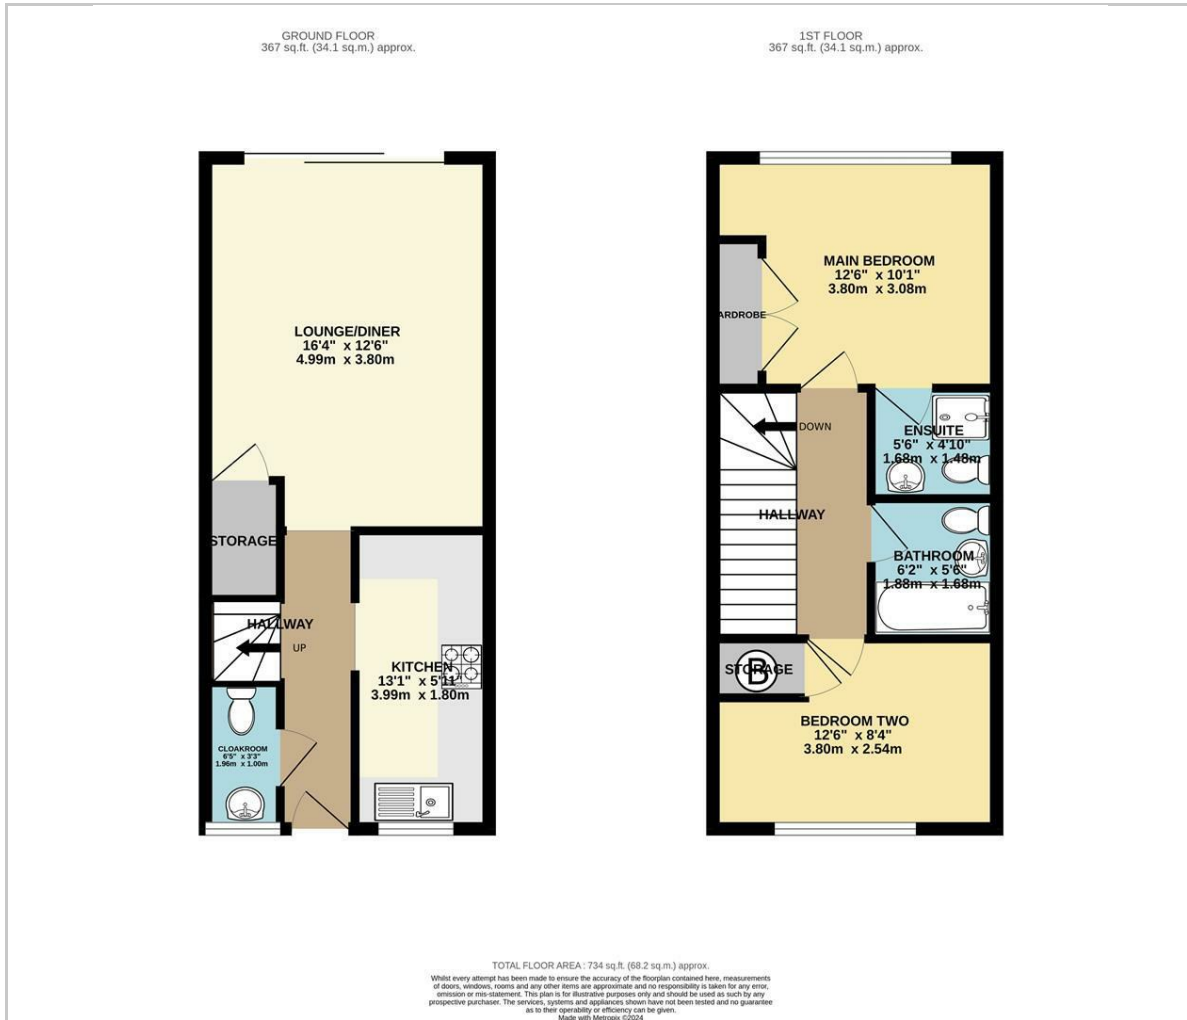 GROUND FLOOR
367 sq.ft. (34.1 sq.m.) approx.
LOUNGE/DINER
16'4" x 12'6"
4.99m x 3.80m
STORAGE
HALLWAY
UP
KITCHEN
13'1" x 5'11"
3.99m x 1.80m
CLOAKROOM
6'5" x 3'3"
1.96m x 1.00m
1ST FLOOR
367 sq.ft. (34.1 sq.m.) approx.
MAIN BEDROOM
12'6" x 10'1"
3.80m x 3.08m
ARDROBE
DOWN
ENSUITE
5'6" x 4'10"
1.68m x 1.48m
HALLWAY
BATHROOM
6'2" x 5'6"
1.88m x 1.68m
STORAGE
B
BEDROOM TWO
12'6" x 8'4"
3.80m x 2.54m
TOTAL FLOOR AREA : 734 sq.ft. (68.2 sq.m.) approx.
Whilst every attempt has been made to ensure the accuracy of the floorplan contained here, measurements
of doors, windows, rooms and any other items are approximate and no responsibility is taken for any error,
omission or mis-statement. This plan is for illustrative purposes only and should be used as such by any
prospective purchaser. The services, systems and appliances shown have not been tested and no guarantee
as to their operability or efficiency can be given.
Made with Metropix ©2024